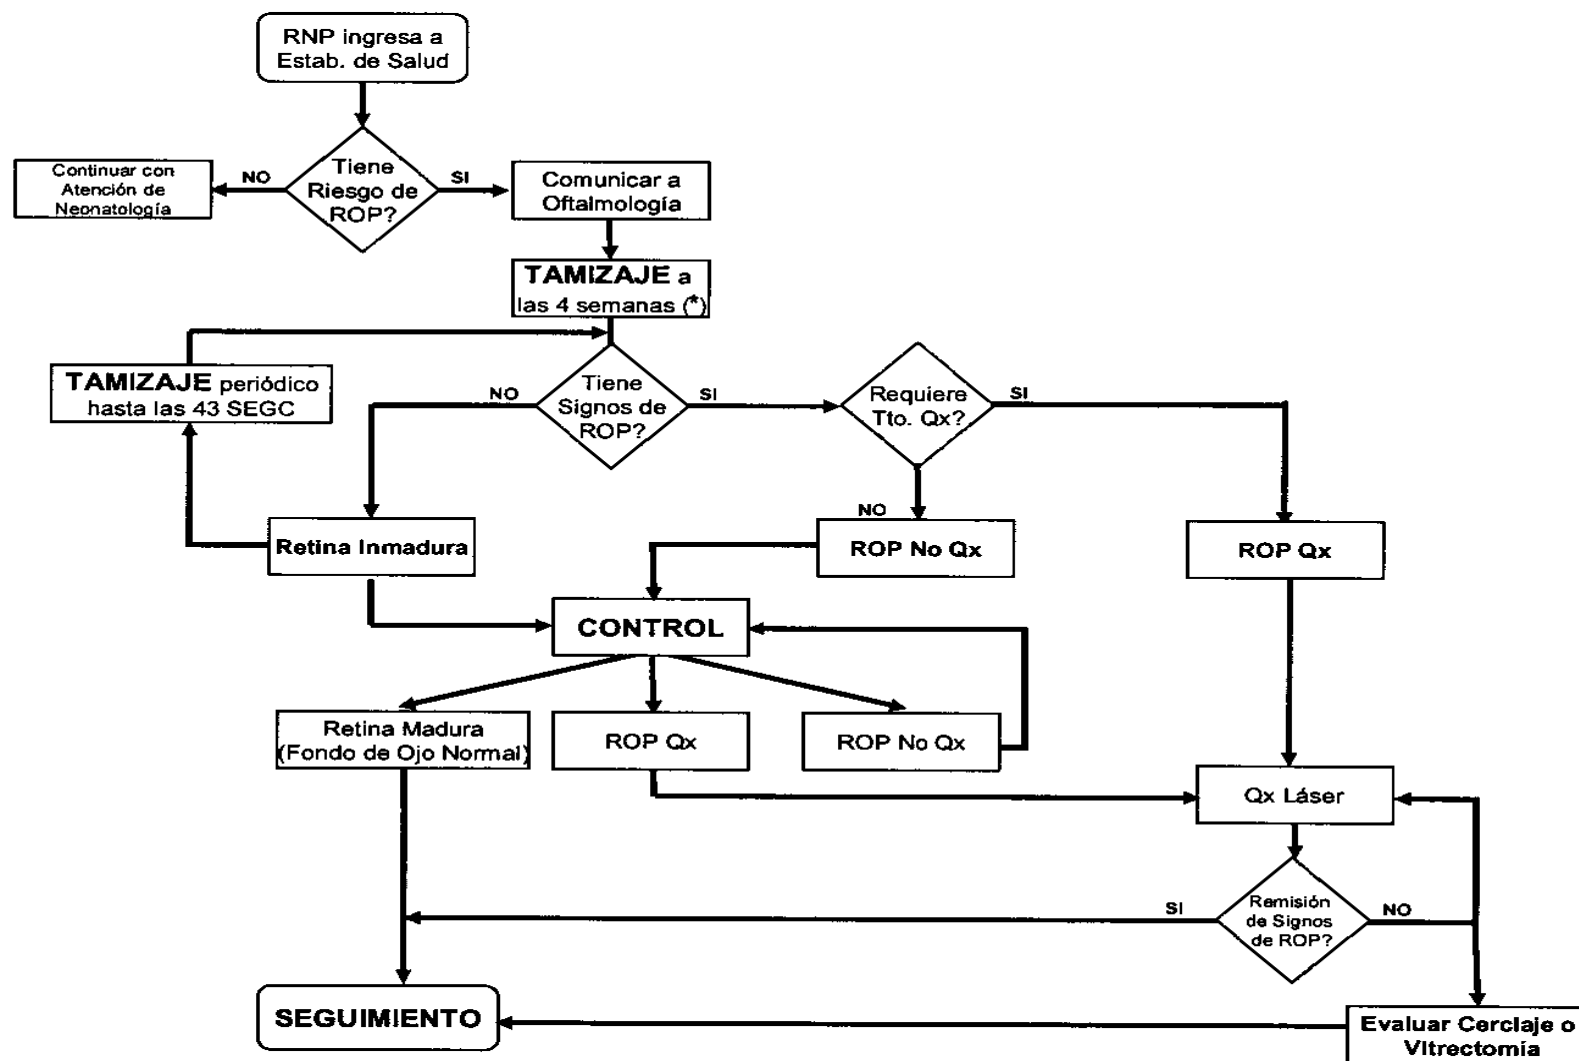 RNP ingresa a
Estab. de Salud
Tiene
Riesgo de
ROP?
NO
SI
Continuar con
Atención de
Neonatología
Comunicar a
Oftalmología
TAMIZAJE a
las 4 semanas (*)
TAMIZAJE periódico
hasta las 43 SEGC
Tiene
Signos de
ROP?
NO
SI
Requiere
Tto. Qx?
SI
NO
Retina Inmadura
ROP No Qx
ROP Qx
CONTROL
Retina Madura
(Fondo de Ojo Normal)
ROP Qx
ROP No Qx
Qx Láser
Remisión
de Signos
de ROP?
SI
NO
SEGUIMIENTO
Evaluar Cerclaje o
Vitrectomía